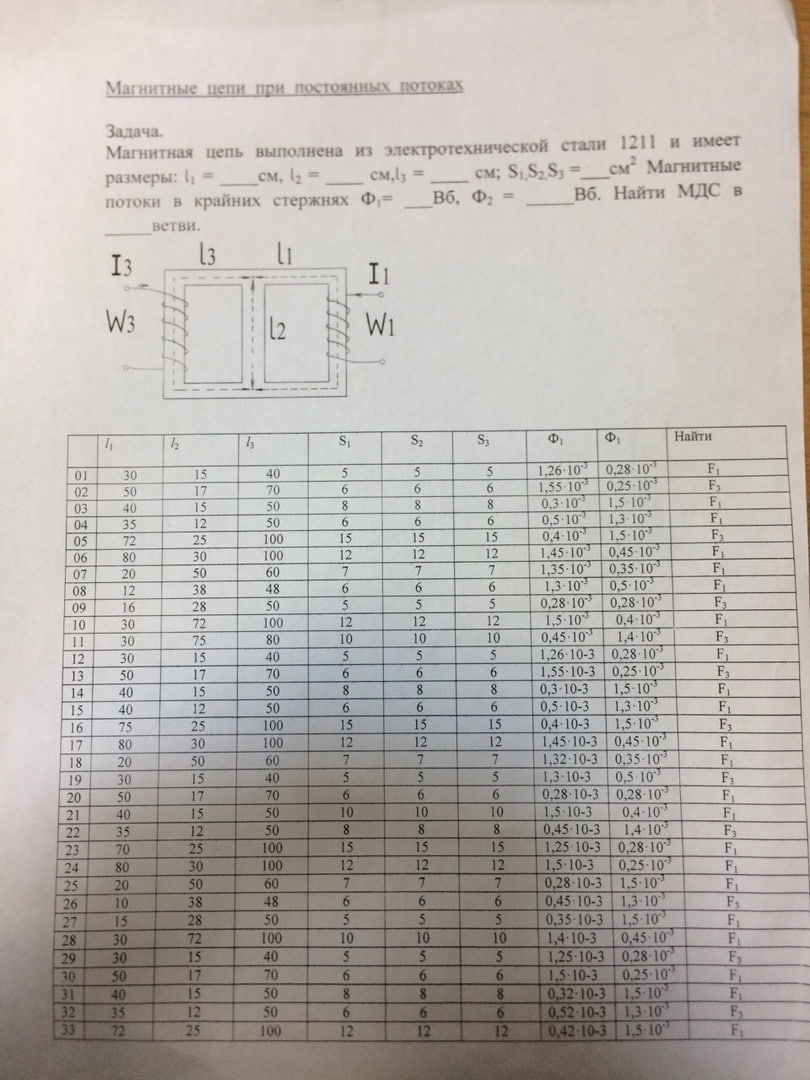 Магнитные цепи при постоянных потоках
Задача.
Магнитная цепь выполнена из электротехнической стали 1211 и имеет
размеры: l₁ = ____см, l₂ = ____ см,l₃ = ____ см; S₁,S₂,S₃ =___см² Магнитные
потоки в крайних стержнях Ф₁= ___Вб, Ф₂ = _____Вб. Найти МДС в
_____ветви.
I3 l3 l1 I1
W3 l2 W1
l₁ l₂ l₃ S₁ S₂ S₃ Ф₁ Ф₁ Найти
01 30 15 40 5 5 5 1,26·10⁻³ 0,28·10⁻³ F₁
02 50 17 70 6 6 6 1,55·10⁻³ 0,25·10⁻³ F₃
03 40 15 50 8 8 8 0,3·10⁻³ 1,5·10⁻³ F₁
04 35 12 50 6 6 6 0,5·10⁻³ 1,3·10⁻³ F₁
05 72 25 100 15 15 15 0,4·10⁻³ 1,5·10⁻³ F₃
06 80 30 100 12 12 12 1,45·10⁻³ 0,45·10⁻³ F₁
07 20 50 60 7 7 7 1,35·10⁻³ 0,35·10⁻³ F₁
08 12 38 48 6 6 6 1,3·10⁻³ 0,5·10⁻³ F₁
09 16 28 50 5 5 5 0,28·10⁻³ 0,28·10⁻³ F₃
10 30 72 100 12 12 12 1,5·10⁻³ 0,4·10⁻³ F₁
11 30 75 80 10 10 10 0,45·10⁻³ 1,4·10⁻³ F₃
12 30 15 40 5 5 5 1,26·10-3 0,28·10⁻³ F₁
13 50 17 70 6 6 6 1,55·10-3 0,25·10⁻³ F₃
14 40 15 50 8 8 8 0,3·10-3 1,5·10⁻³ F₁
15 40 12 50 6 6 6 0,5·10-3 1,3·10⁻³ F₁
16 75 25 100 15 15 15 0,4·10-3 1,5·10⁻³ F₃
17 80 30 100 12 12 12 1,45·10-3 0,45·10⁻³ F₁
18 20 50 60 7 7 7 1,32·10-3 0,35·10⁻³ F₁
19 30 15 40 5 5 5 1,3·10-3 0,5·10⁻³ F₃
20 50 17 70 6 6 6 0,28·10-3 0,28·10⁻³ F₁
21 40 15 50 10 10 10 1,5·10-3 0,4·10⁻³ F₁
22 35 12 50 8 8 8 0,45·10-3 1,4·10⁻³ F₃
23 70 25 100 15 15 15 1,25·10-3 0,28·10⁻³ F₁
24 80 30 100 12 12 12 1,5·10-3 0,25·10⁻³ F₁
25 20 50 60 7 7 7 0,28·10-3 1,5·10⁻³ F₁
26 10 38 48 6 6 6 0,45·10-3 1,3·10⁻³ F₃
27 15 28 50 5 5 5 0,35·10-3 1,5·10⁻³ F₁
28 30 72 100 10 10 10 1,4·10-3 0,45·10⁻³ F₁
29 30 15 40 5 5 5 1,25·10-3 0,28·10⁻³ F₃
30 50 17 70 6 6 6 1,5·10-3 0,25·10⁻³ F₁
31 40 15 50 8 8 8 0,32·10-3 1,5·10⁻³ F₁
32 35 12 50 6 6 6 0,52·10-3 1,3·10⁻³ F₃
33 72 25 100 12 12 12 0,42·10-3 1,5·10⁻³ F₁